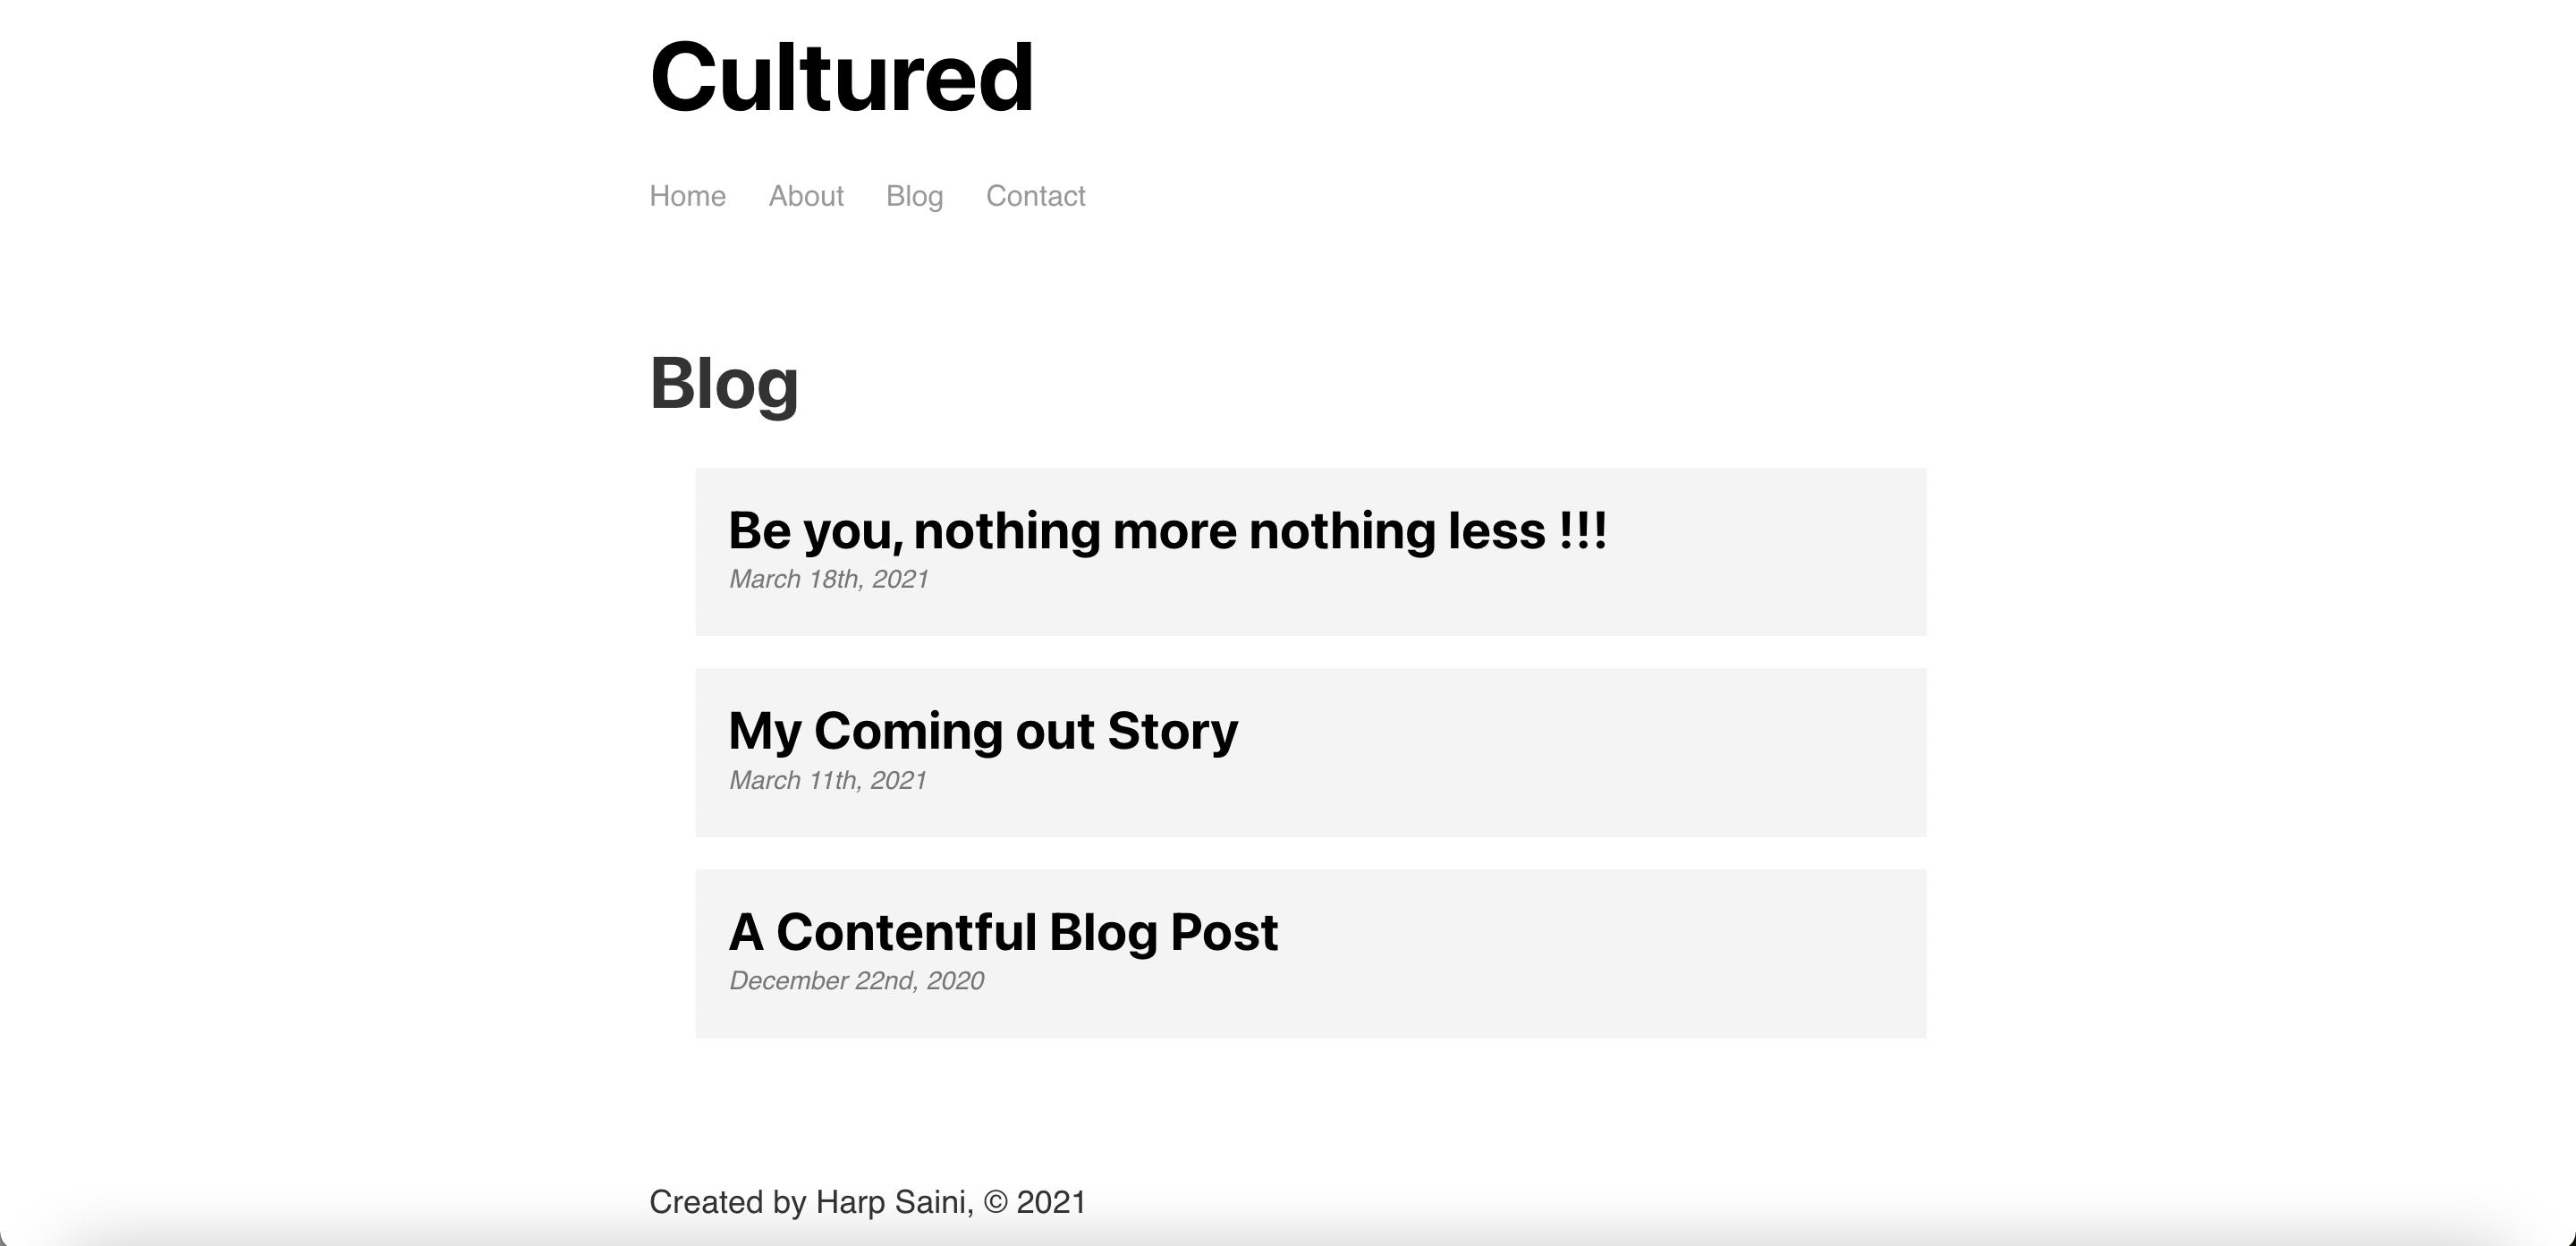 Cultured
Home About Blog Contact
Blog
Be you, nothing more nothing less !!!
March 18th, 2021
My Coming out Story
March 11th, 2021
A Contentful Blog Post
December 22nd, 2020
Created by Harp Saini, © 2021